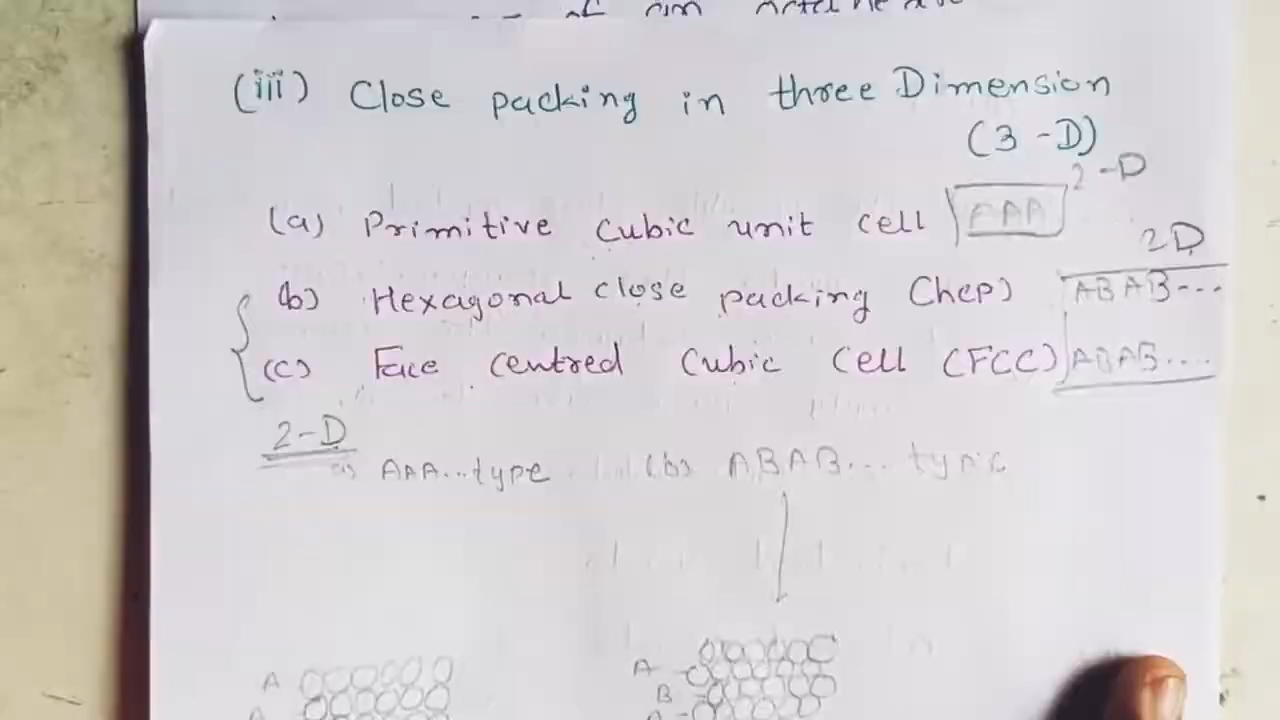 (iii) Close packing in three Dimension
(3-D)
2-D
(a) Primitive cubic unit cell AAA
2D
(b) Hexagonal close packing (hcp) ABAB...
(c) Face centred cubic cell (FCC) ABAB....
2-D
(a) AAA...type (b) ABAB... type
A
A
B